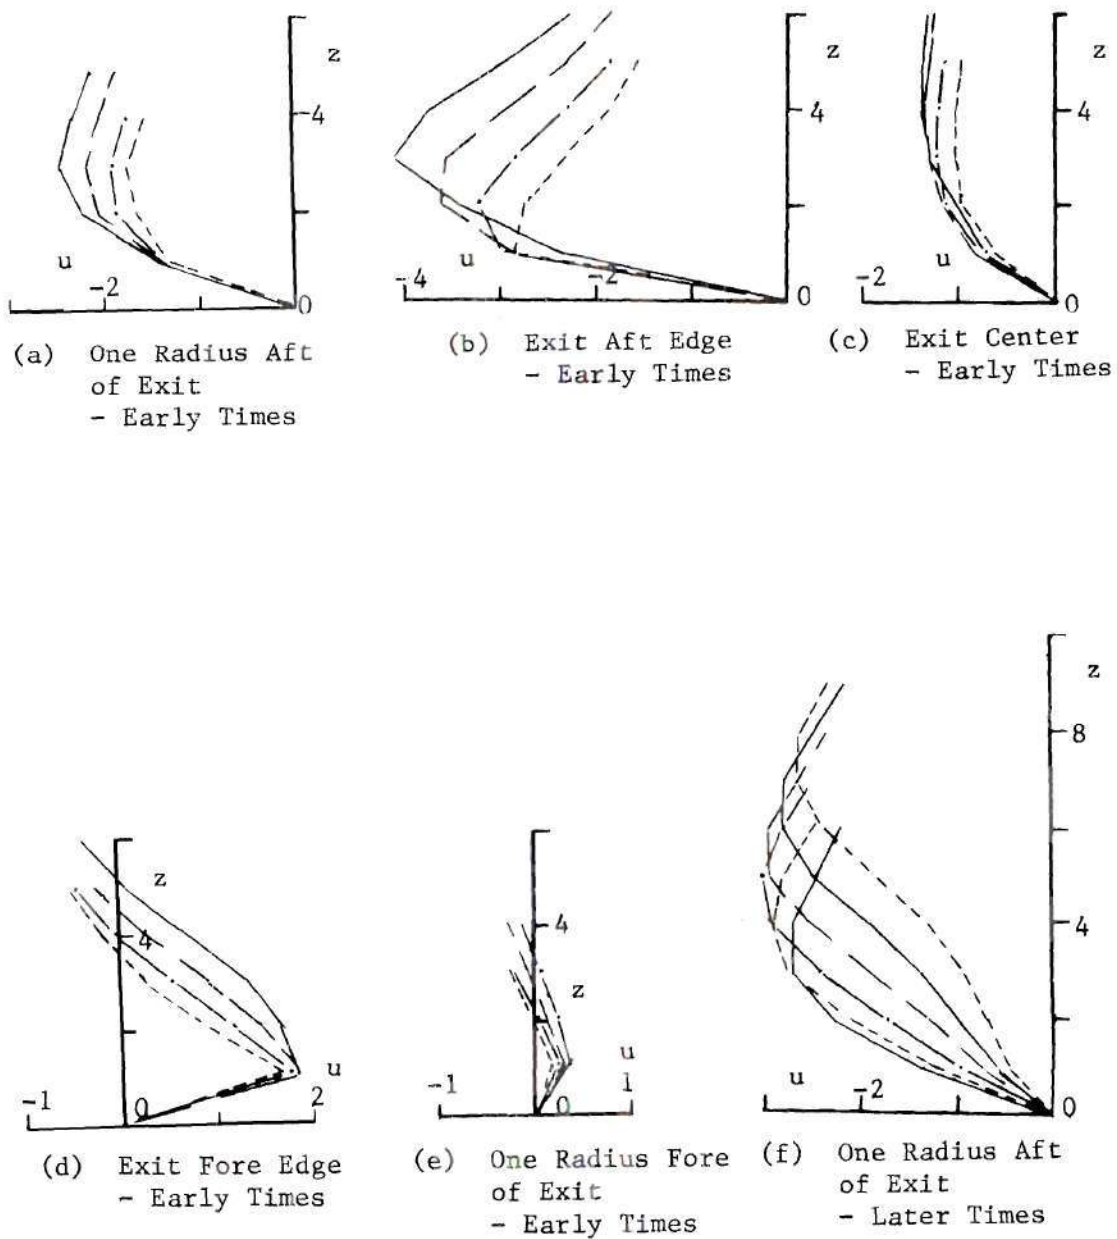 z
z
z
4
4
4
u
-2
0
-4
u
-2
0
-2
u
0
(a) One Radius Aft
of Exit
- Early Times
(b) Exit Aft Edge
- Early Times
(c) Exit Center
- Early Times
z
8
4
u
-2
0
z
4
u
-1
0
2
4
z
u
-1
0
1
(d) Exit Fore Edge
- Early Times
(e) One Radius Fore
of Exit
- Early Times
(f) One Radius Aft
of Exit
- Later Times